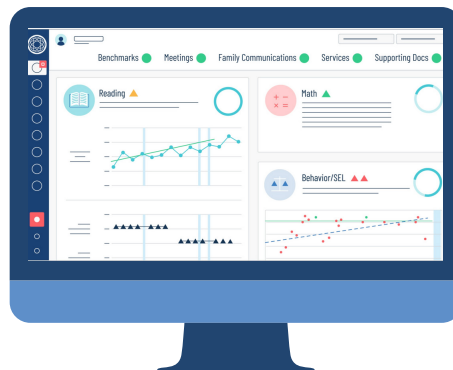 Benchmarks Meetings Family Communications Services Supporting Docs
Reading
Math
Behavior/SEL